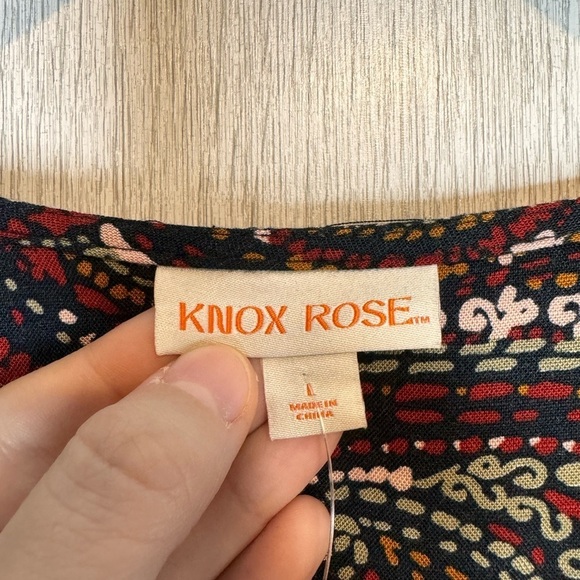 KNOX ROSE™
L
MADE IN
CHINA